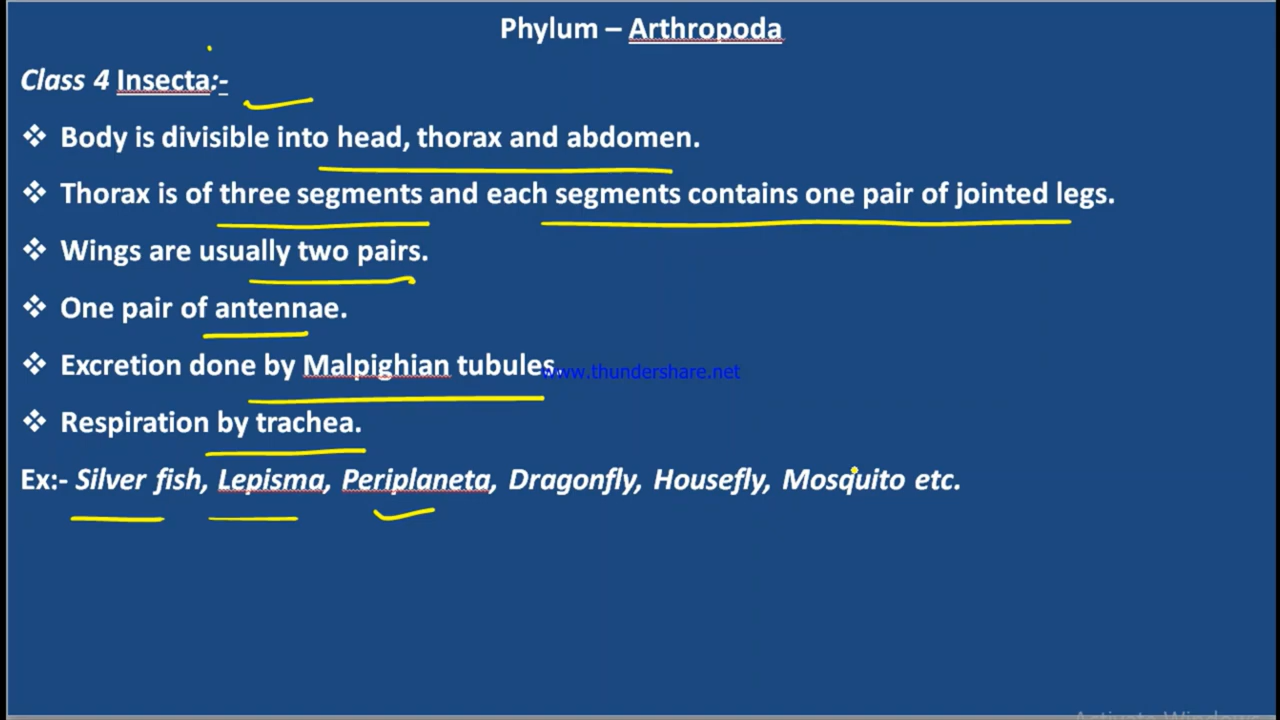 Phylum – Arthropoda
Class 4 Insecta:-
❖ Body is divisible into head, thorax and abdomen.
❖ Thorax is of three segments and each segments contains one pair of jointed legs.
❖ Wings are usually two pairs.
❖ One pair of antennae.
❖ Excretion done by Malpighian tubules.
www.thundershare.net
❖ Respiration by trachea.
Ex:- Silver fish, Lepisma, Periplaneta, Dragonfly, Housefly, Mosquito etc.
Activate Windows